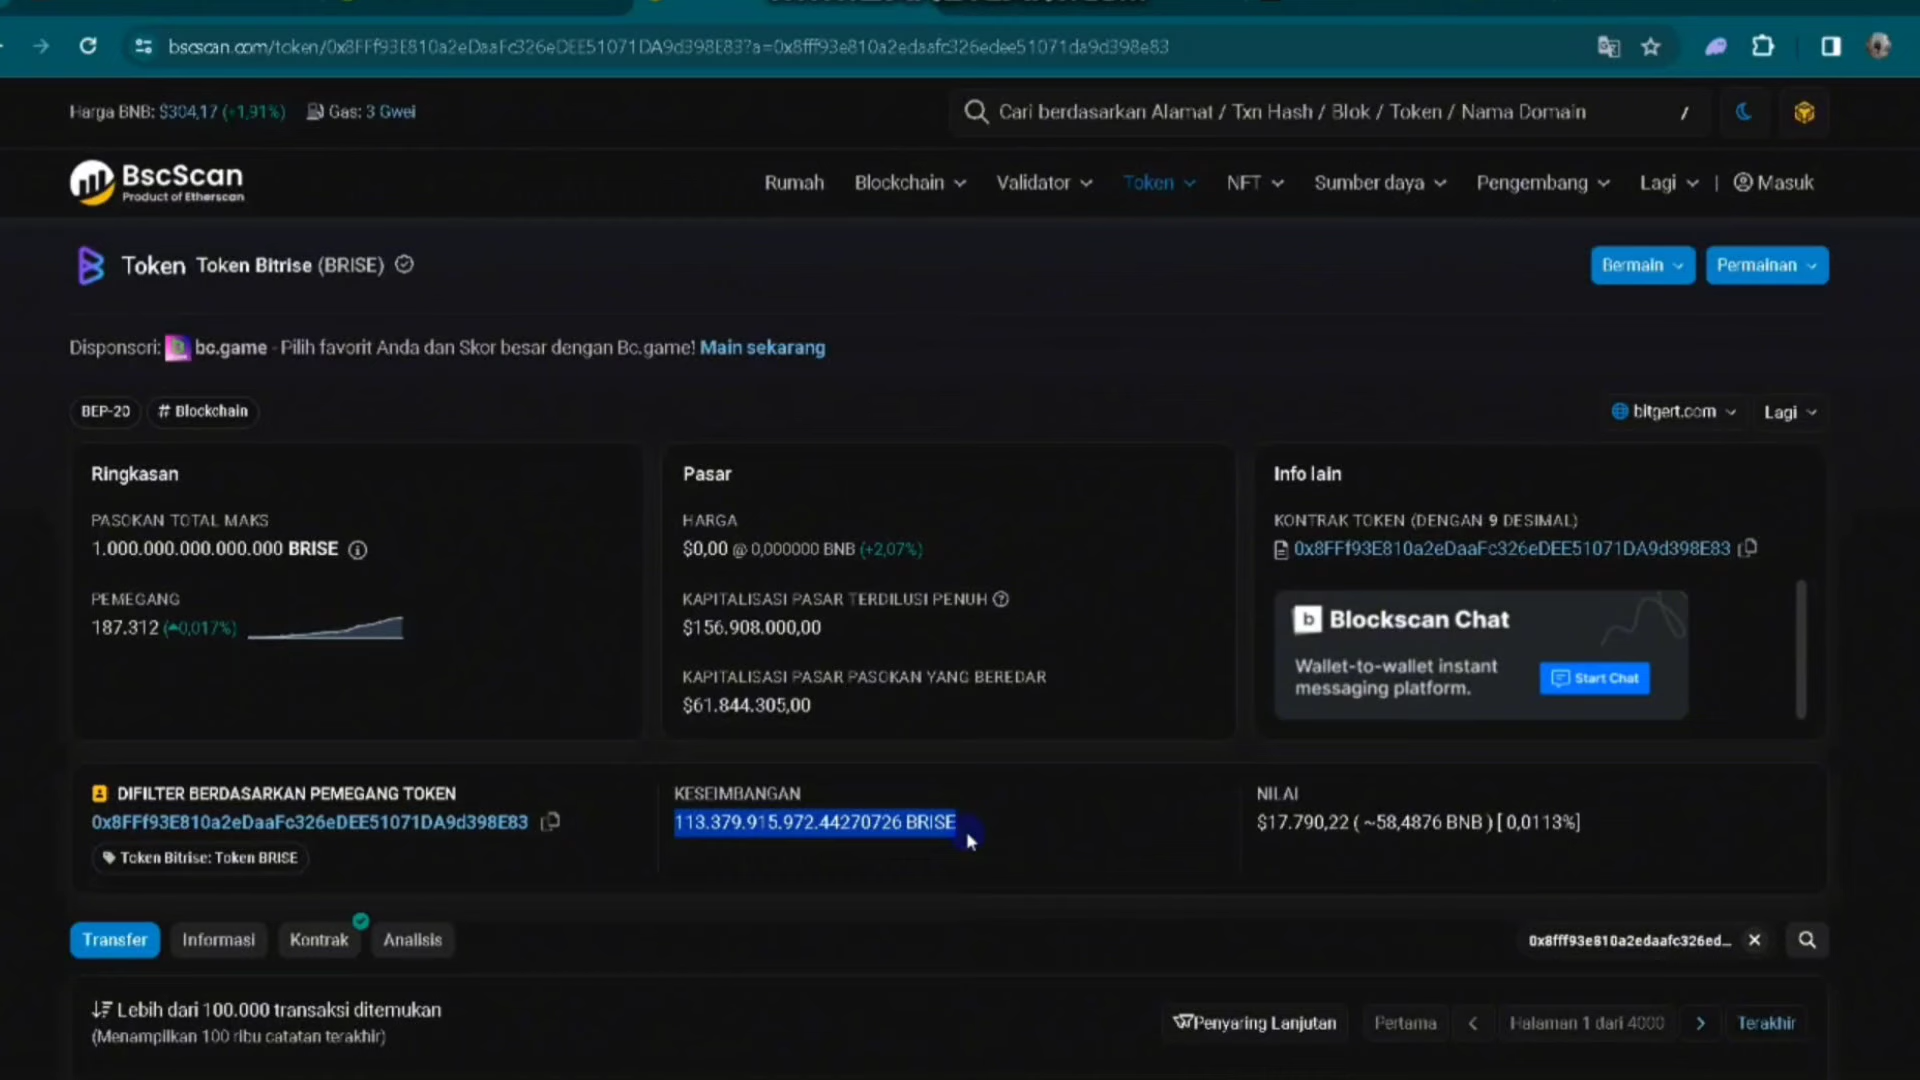 bscscan.com/token/0x8FFf93E810a2eDaaFc326eDEE51071DA9d398E83?a=0x8fff93e810a2edaafc326edee51071da9d398e83
Harga BNB: $304,17 (+1,91%) Gas: 3 Gwei
Cari berdasarkan Alamat / Txn Hash / Blok / Token / Nama Domain /
BscScan
Product of Etherscan
Rumah Blockchain Validator Token NFT Sumber daya Pengembang Lagi | Masuk
Token Token Bitrise (BRISE)
Bermain Permainan
Disponsori: bc.game - Pilih favorit Anda dan Skor besar dengan Bc.game! Main sekarang
BEP-20 # Blockchain
bitgert.com Lagi
Ringkasan
PASOKAN TOTAL MAKS
1.000.000.000.000.000 BRISE
PEMEGANG
187.312 (0,017%)
Pasar
HARGA
$0,00 @ 0,000000 BNB (+2,07%)
KAPITALISASI PASAR TERDILUSI PENUH
$156.908.000,00
KAPITALISASI PASAR PASOKAN YANG BEREDAR
$61.844.305,00
Info lain
KONTRAK TOKEN (DENGAN 9 DESIMAL)
0x8FFf93E810a2eDaaFc326eDEE51071DA9d398E83
b Blockscan Chat
Wallet-to-wallet instant
messaging platform.
Start Chat
DIFILTER BERDASARKAN PEMEGANG TOKEN
0x8FFf93E810a2eDaaFc326eDEE51071DA9d398E83
Token Bitrise: Token BRISE
KESEIMBANGAN
113.379.915.972.44270726 BRISE
NILAI
$17.790,22 ( ~58,4876 BNB ) [ 0,0113%]
Transfer Informasi Kontrak Analisis
0x8fff93e810a2edaafc326ed...
Lebih dari 100.000 transaksi ditemukan
(Menampilkan 100 ribu catatan terakhir)
Penyaring Lanjutan Pertama Halaman 1 dari 4000 Terakhir